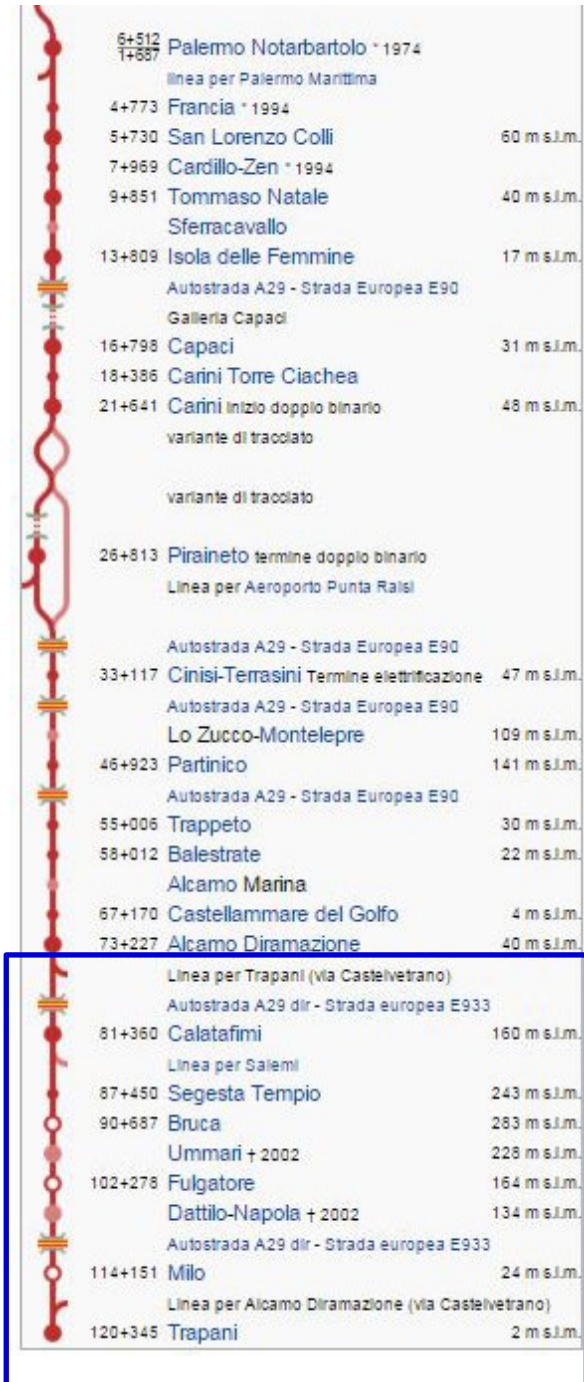 6+512
1+687 Palermo Notarbartolo * 1974
linea per Palermo Marittima
4+773 Francia * 1994
5+730 San Lorenzo Colli 60 m s.l.m.
7+969 Cardillo-Zen * 1994
9+851 Tommaso Natale 40 m s.l.m.
Sferracavallo
13+809 Isola delle Femmine 17 m s.l.m.
Autostrada A29 - Strada Europea E90
Galleria Capaci
16+798 Capaci 31 m s.l.m.
18+386 Carini Torre Ciachea
21+641 Carini inizio doppio binario 48 m s.l.m.
variante di tracciato
variante di tracciato
26+813 Piraineto termine doppio binario
Linea per Aeroporto Punta Raisi
Autostrada A29 - Strada Europea E90
33+117 Cinisi-Terrasini Termine elettrificazione 47 m s.l.m.
Autostrada A29 - Strada Europea E90
Lo Zucco-Montelepre 109 m s.l.m.
46+923 Partinico 141 m s.l.m.
Autostrada A29 - Strada Europea E90
55+006 Trappeto 30 m s.l.m.
58+012 Balestrate 22 m s.l.m.
Alcamo Marina
67+170 Castellammare del Golfo 4 m s.l.m.
73+227 Alcamo Diramazione 40 m s.l.m.
Linea per Trapani (via Castelvetrano)
Autostrada A29 dir - Strada europea E933
81+360 Calatafimi 160 m s.l.m.
Linea per Salemi
87+450 Segesta Tempio 243 m s.l.m.
90+687 Bruca 283 m s.l.m.
Ummari † 2002 228 m s.l.m.
102+278 Fulgatore 164 m s.l.m.
Dattilo-Napola † 2002 134 m s.l.m.
Autostrada A29 dir - Strada europea E933
114+151 Milo 24 m s.l.m.
Linea per Alcamo Diramazione (via Castelvetrano)
120+345 Trapani 2 m s.l.m.